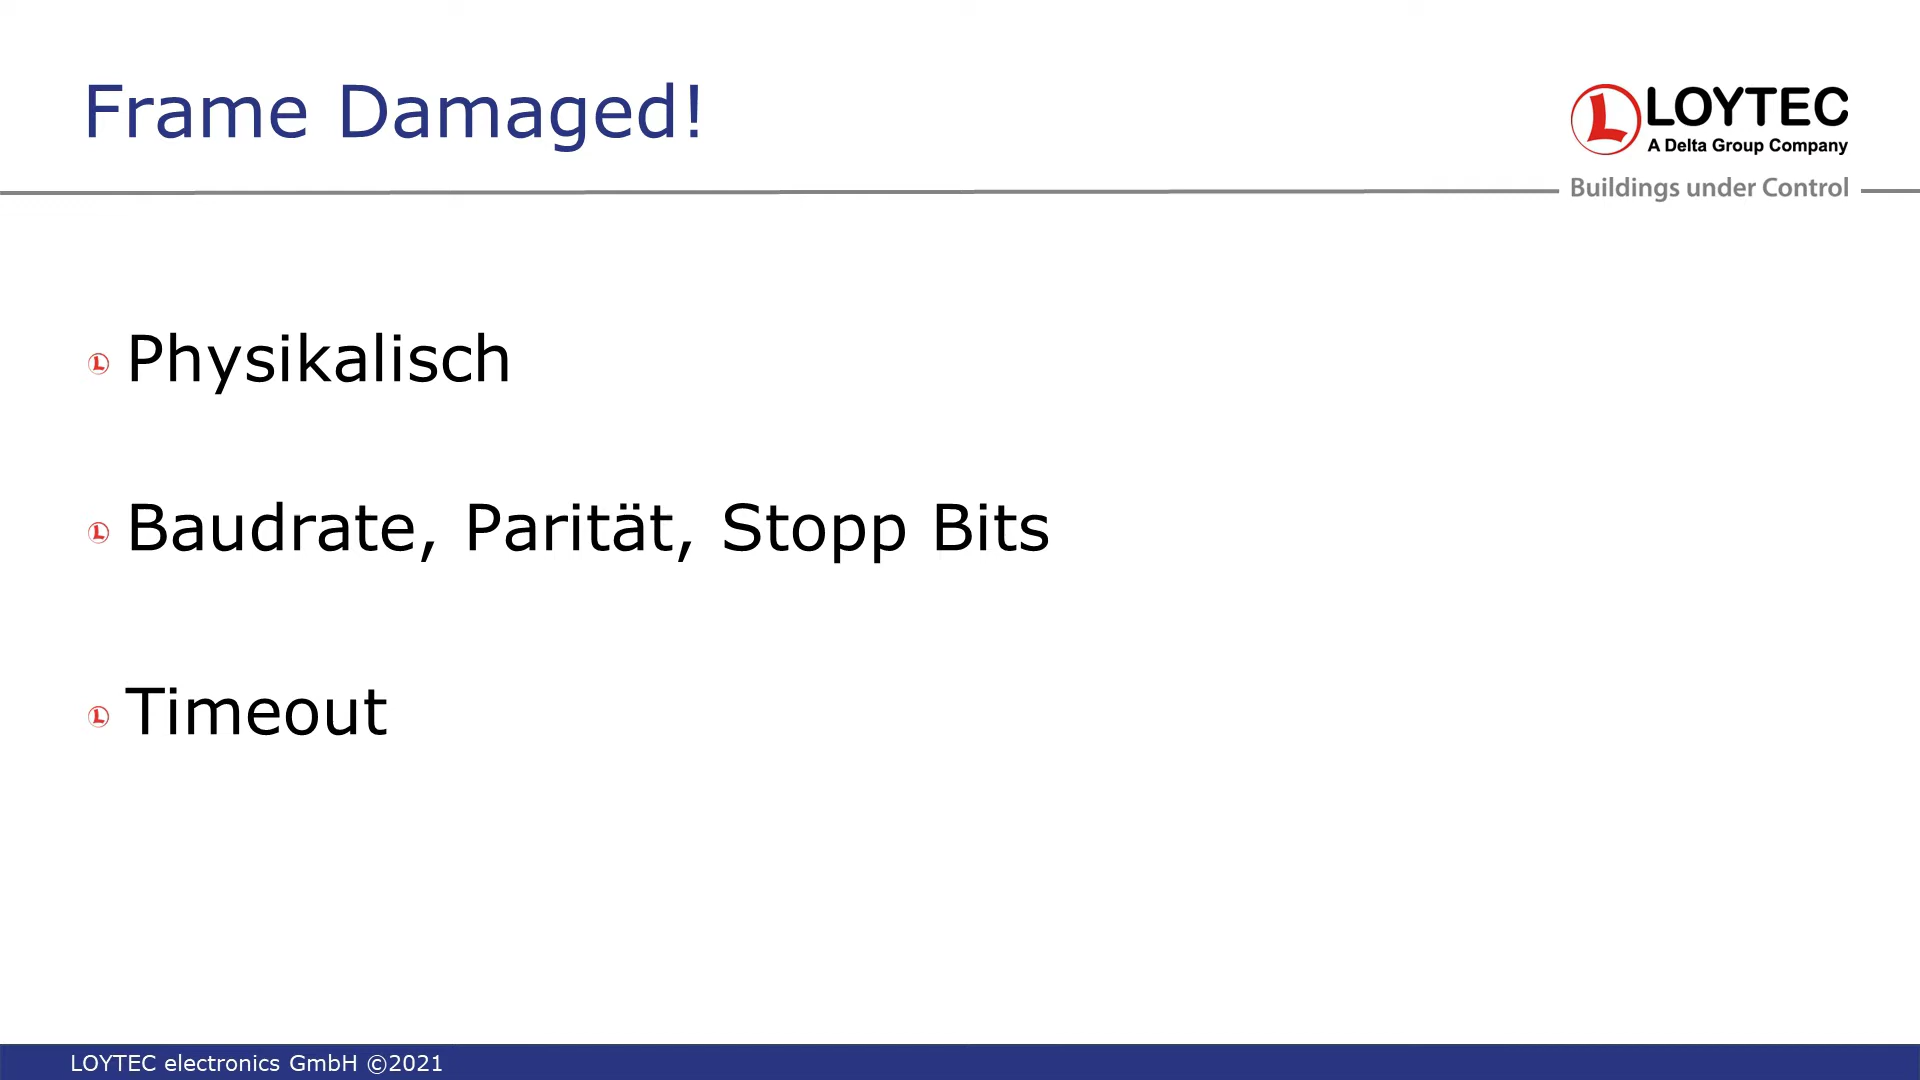 Frame Damaged!
LOYTEC
A Delta Group Company
Buildings under Control
Physikalisch
Baudrate, Parität, Stopp Bits
Timeout
LOYTEC electronics GmbH ©2021